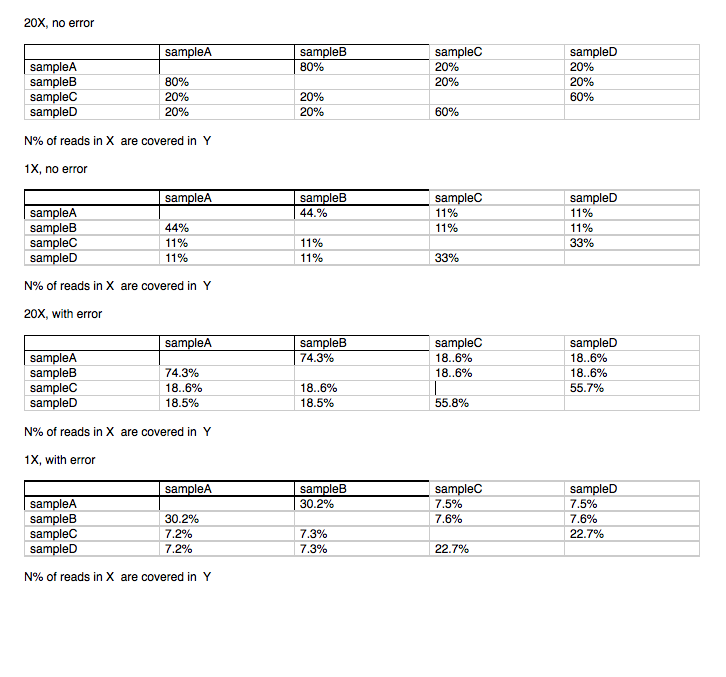 20X, no error
sampleA sampleB sampleC sampleD
sampleA 80% 20% 20%
sampleB 80% 20% 20%
sampleC 20% 20% 60%
sampleD 20% 20% 60%
N% of reads in X are covered in Y
1X, no error
sampleA sampleB sampleC sampleD
sampleA 44.% 11% 11%
sampleB 44% 11% 11%
sampleC 11% 11% 33%
sampleD 11% 11% 33%
N% of reads in X are covered in Y
20X, with error
sampleA sampleB sampleC sampleD
sampleA 74.3% 18..6% 18..6%
sampleB 74.3% 18..6% 18..6%
sampleC 18..6% 18..6% 55.7%
sampleD 18.5% 18.5% 55.8%
N% of reads in X are covered in Y
1X, with error
sampleA sampleB sampleC sampleD
sampleA 30.2% 7.5% 7.5%
sampleB 30.2% 7.6% 7.6%
sampleC 7.2% 7.3% 22.7%
sampleD 7.2% 7.3% 22.7%
N% of reads in X are covered in Y